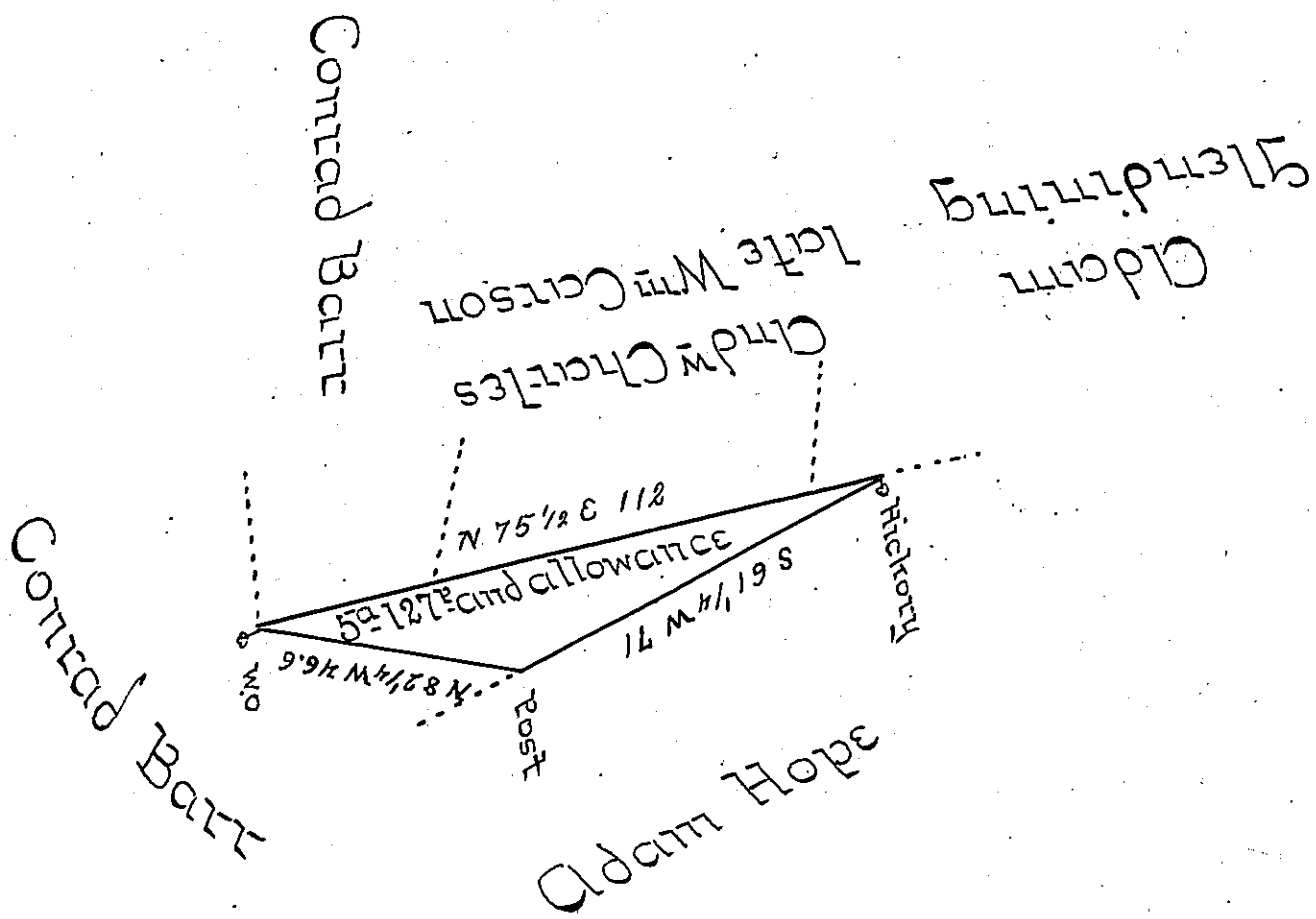 Conrad Barr
Adam
Glendining
Andw Charles
late Wm Carson
N 75 1/2 E 112
5a 127p and allowance
S 61 1/4 W 71
N 82 1/4 W 46.6
Hickory
W.O
Post
Conrad Barr
Adam Hope